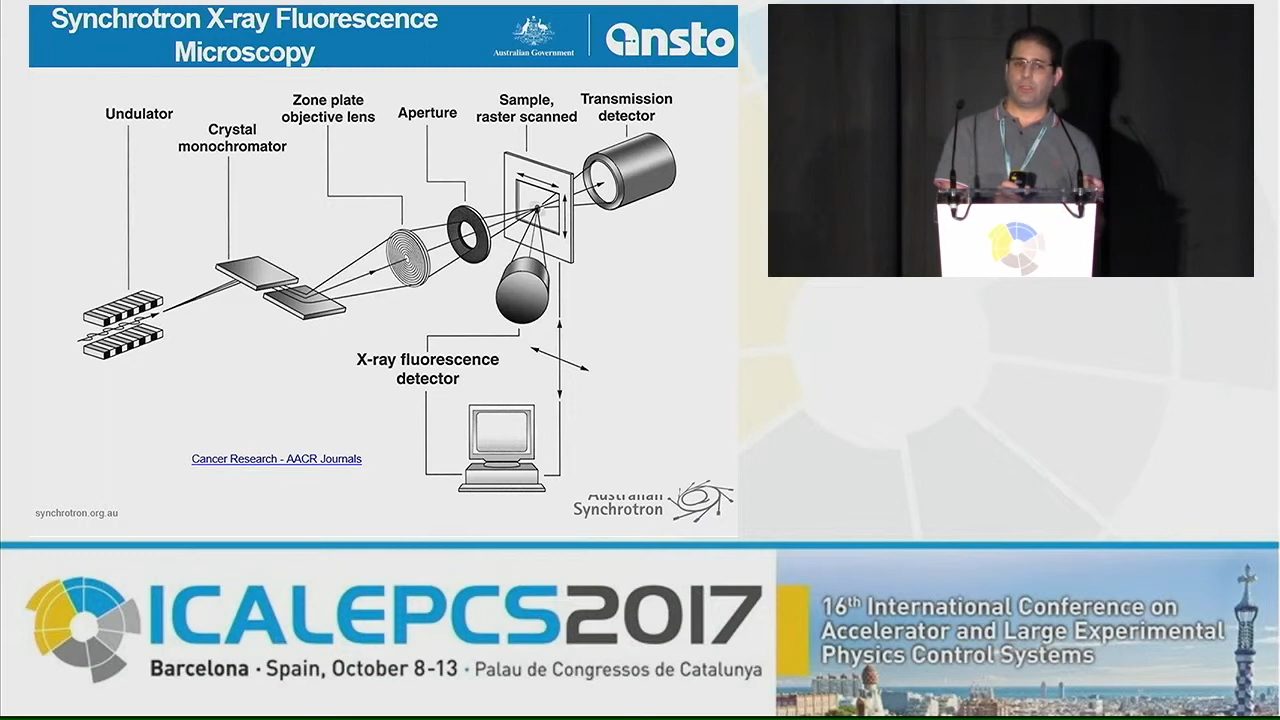 Synchrotron X-ray Fluorescence
Microscopy
Australian Government
ansto
Undulator
Crystal
monochromator
Zone plate
objective lens
Aperture
Sample,
raster scanned
Transmission
detector
X-ray fluorescence
detector
Cancer Research - AACR Journals
synchrotron.org.au
Australian
Synchrotron
ICALEPCS2017
Barcelona · Spain, October 8-13 · Palau de Congressos de Catalunya
16th International Conference on
Accelerator and Large Experimental
Physics Control Systems